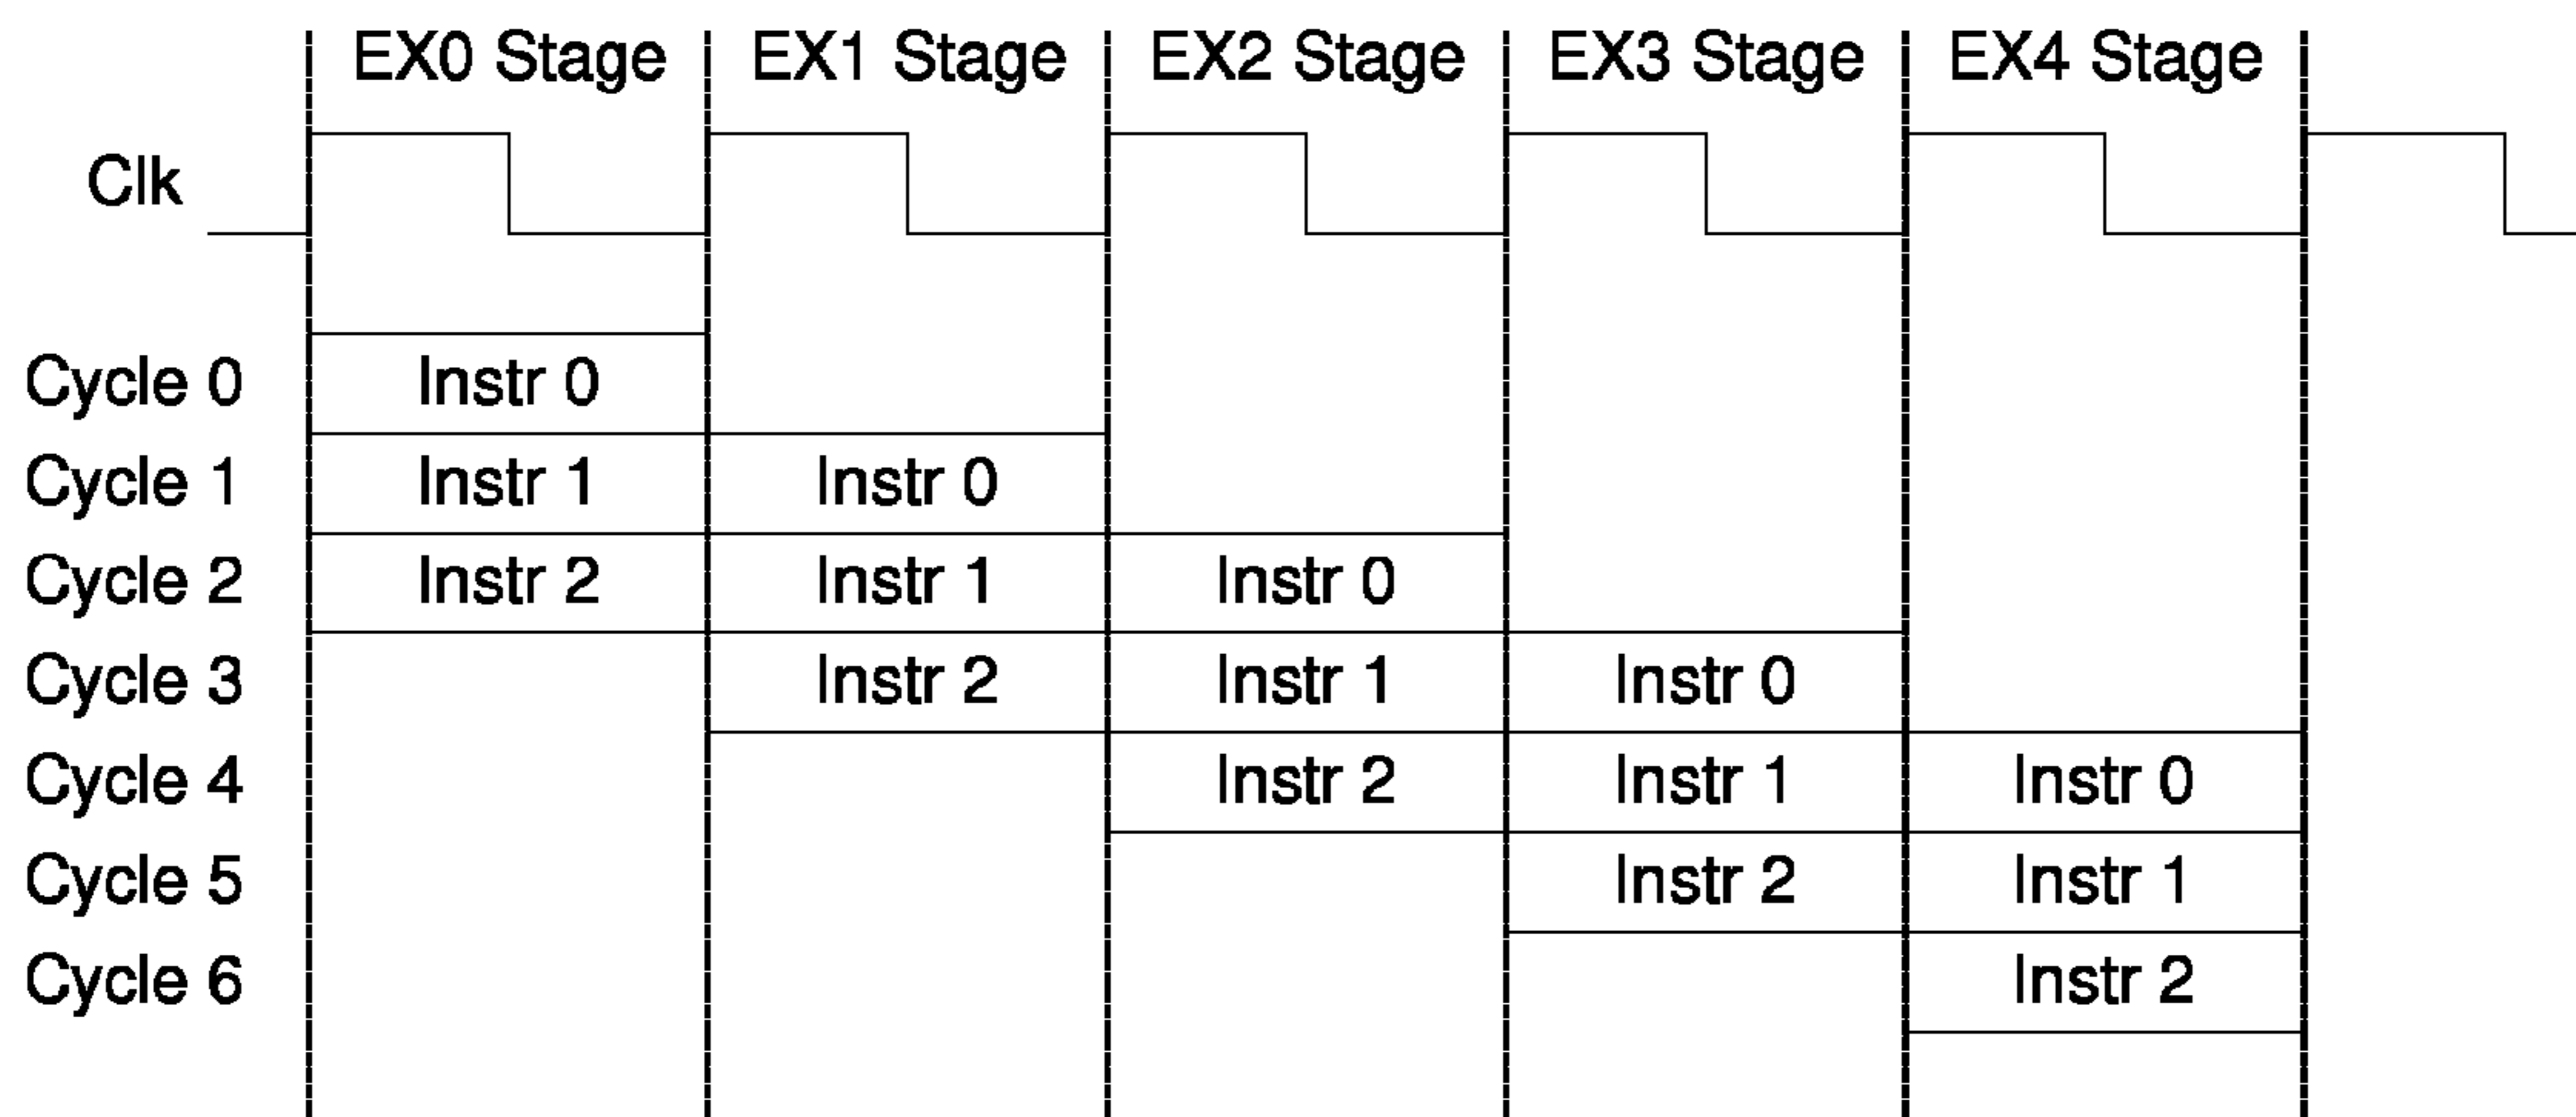 EX0 Stage EX1 Stage EX2 Stage EX3 Stage EX4 Stage
Clk
Cycle 0 Instr 0
Cycle 1 Instr 1 Instr 0
Cycle 2 Instr 2 Instr 1 Instr 0
Cycle 3 Instr 2 Instr 1 Instr 0
Cycle 4 Instr 2 Instr 1 Instr 0
Cycle 5 Instr 2 Instr 1
Cycle 6 Instr 2